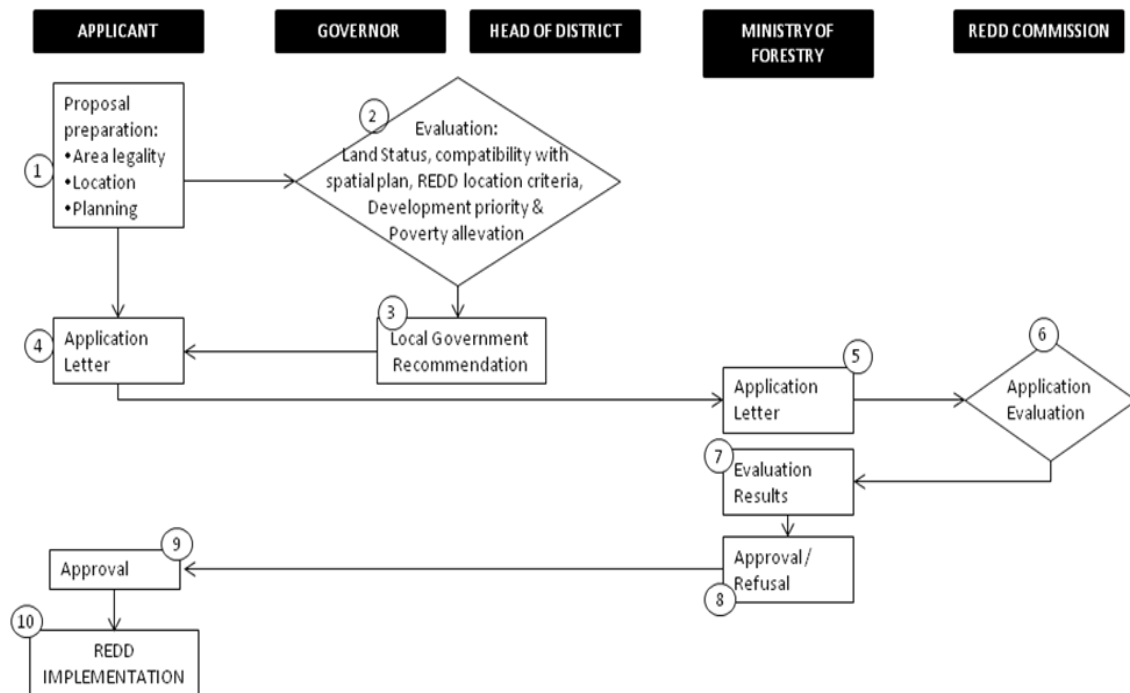 APPLICANT
GOVERNOR
HEAD OF DISTRICT
MINISTRY OF
FORESTRY
REDD COMMISSION
1
Proposal
preparation:
•Area legality
•Location
•Planning
2
Evaluation:
Land Status, compatibility with
spatial plan, REDD location criteria,
Development priority &
Poverty allevation
3
Local Government
Recommendation
4
Application
Letter
5
Application
Letter
6
Application
Evaluation
7
Evaluation
Results
8
Approval /
Refusal
9
Approval
10
REDD
IMPLEMENTATION